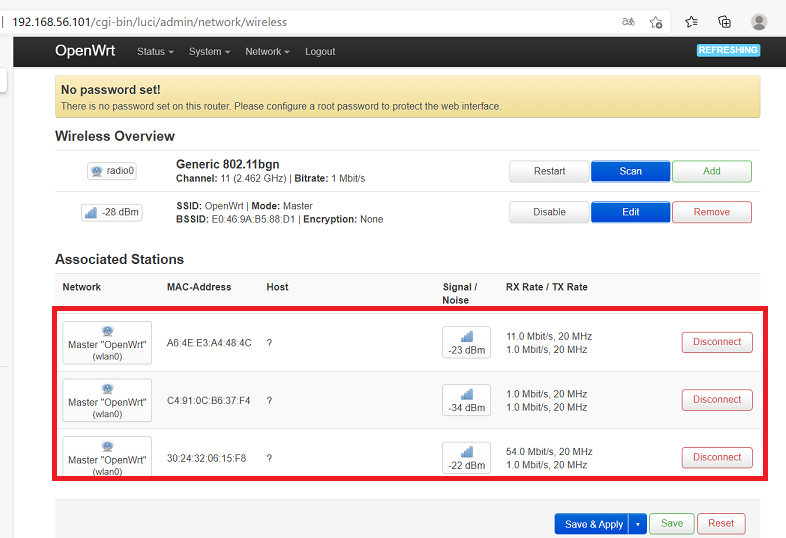 192.168.56.101/cgi-bin/luci/admin/network/wireless
OpenWrt Status System Network Logout REFRESHING
No password set!
There is no password set on this router. Please configure a root password to protect the web interface.
Wireless Overview
radio0
Generic 802.11bgn
Channel: 11 (2.462 GHz) | Bitrate: 1 Mbit/s
Restart Scan Add
-28 dBm
SSID: OpenWrt | Mode: Master
BSSID: E0:46:9A:B5:88:D1 | Encryption: None
Disable Edit Remove
Associated Stations
Network MAC-Address Host Signal / Noise RX Rate / TX Rate
Master "OpenWrt" (wlan0)
A6:4E:E3:A4:48:4C ? -23 dBm
11.0 Mbit/s, 20 MHz
1.0 Mbit/s, 20 MHz
Disconnect
Master "OpenWrt" (wlan0)
C4:91:0C:B6:37:F4 ? -34 dBm
1.0 Mbit/s, 20 MHz
1.0 Mbit/s, 20 MHz
Disconnect
Master "OpenWrt" (wlan0)
30:24:32:06:15:F8 ? -22 dBm
54.0 Mbit/s, 20 MHz
1.0 Mbit/s, 20 MHz
Disconnect
Save & Apply Save Reset